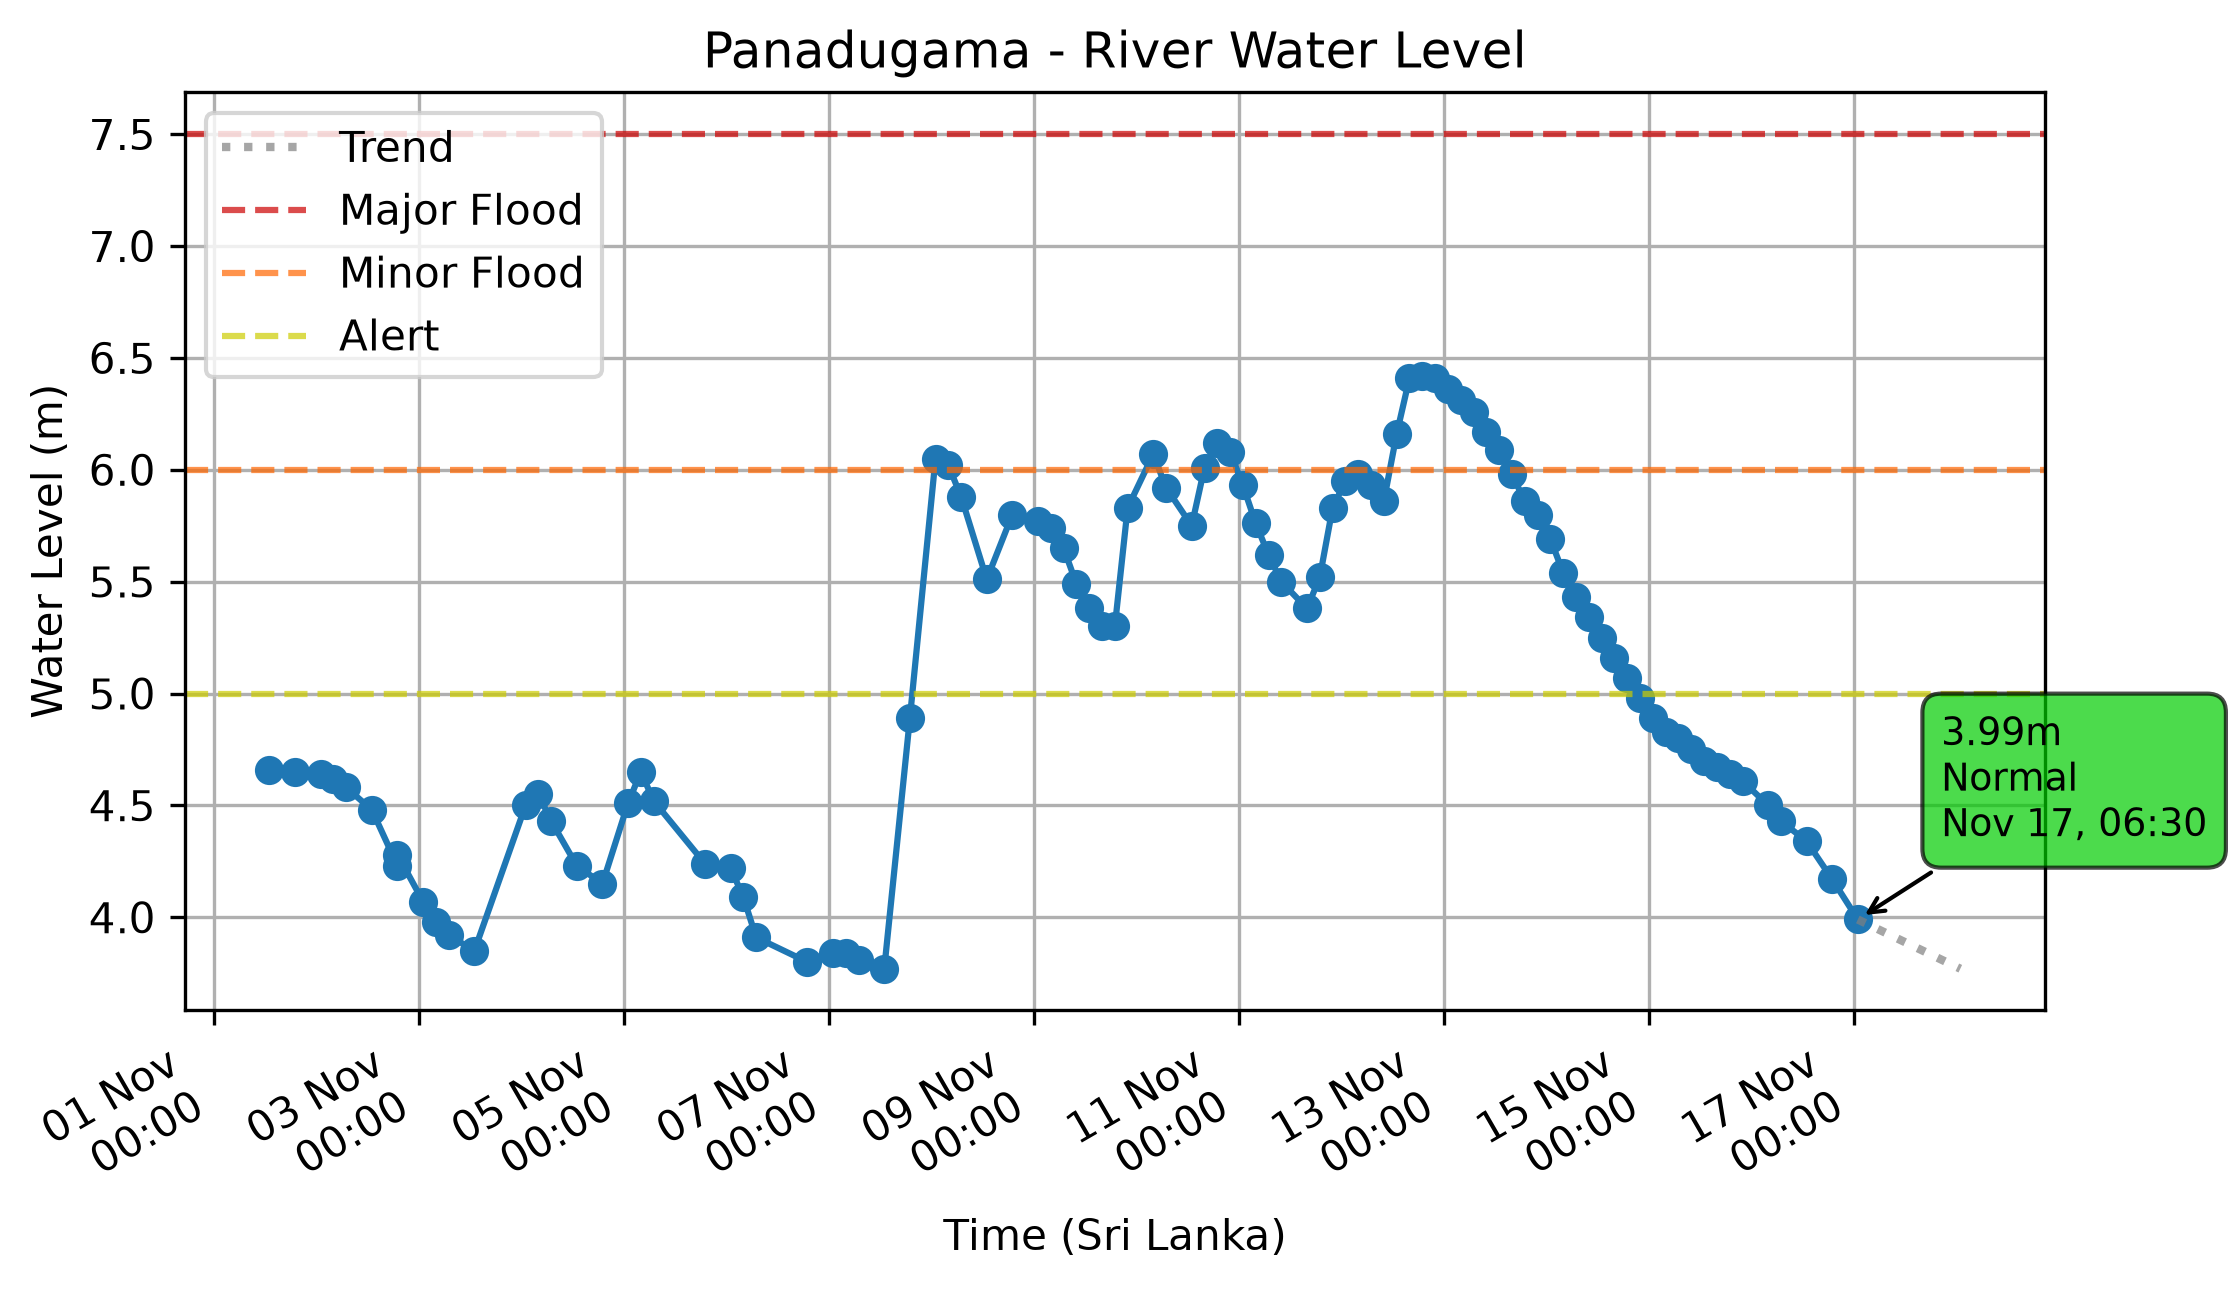 Panadugama - River Water Level
7.5
7.0
6.5
6.0
5.5
5.0
4.5
4.0
Water Level (m)
Trend
Major Flood
Minor Flood
Alert
3.99m
Normal
Nov 17, 06:30
01 Nov
00:00
03 Nov
00:00
05 Nov
00:00
07 Nov
00:00
09 Nov
00:00
11 Nov
00:00
13 Nov
00:00
15 Nov
00:00
17 Nov
00:00
Time (Sri Lanka)